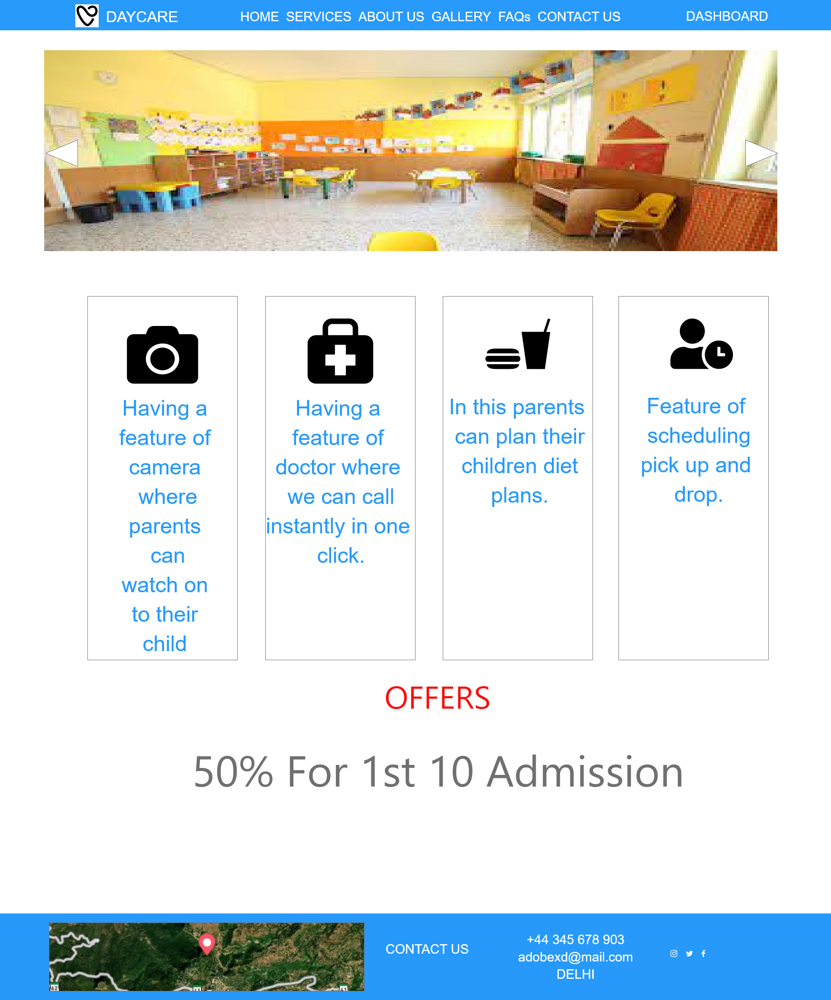 DAYCARE
HOME SERVICES ABOUT US GALLERY FAQs CONTACT US
DASHBOARD
Having a
feature of
camera
where
parents
can
watch on
to their
child
Having a
feature of
doctor where
we can call
instantly in one
click.
In this parents
can plan their
children diet
plans.
Feature of
scheduling
pick up and
drop.
OFFERS
50% For 1st 10 Admission
62
41
41
CONTACT US
+44 345 678 903
adobexd@mail.com
DELHI